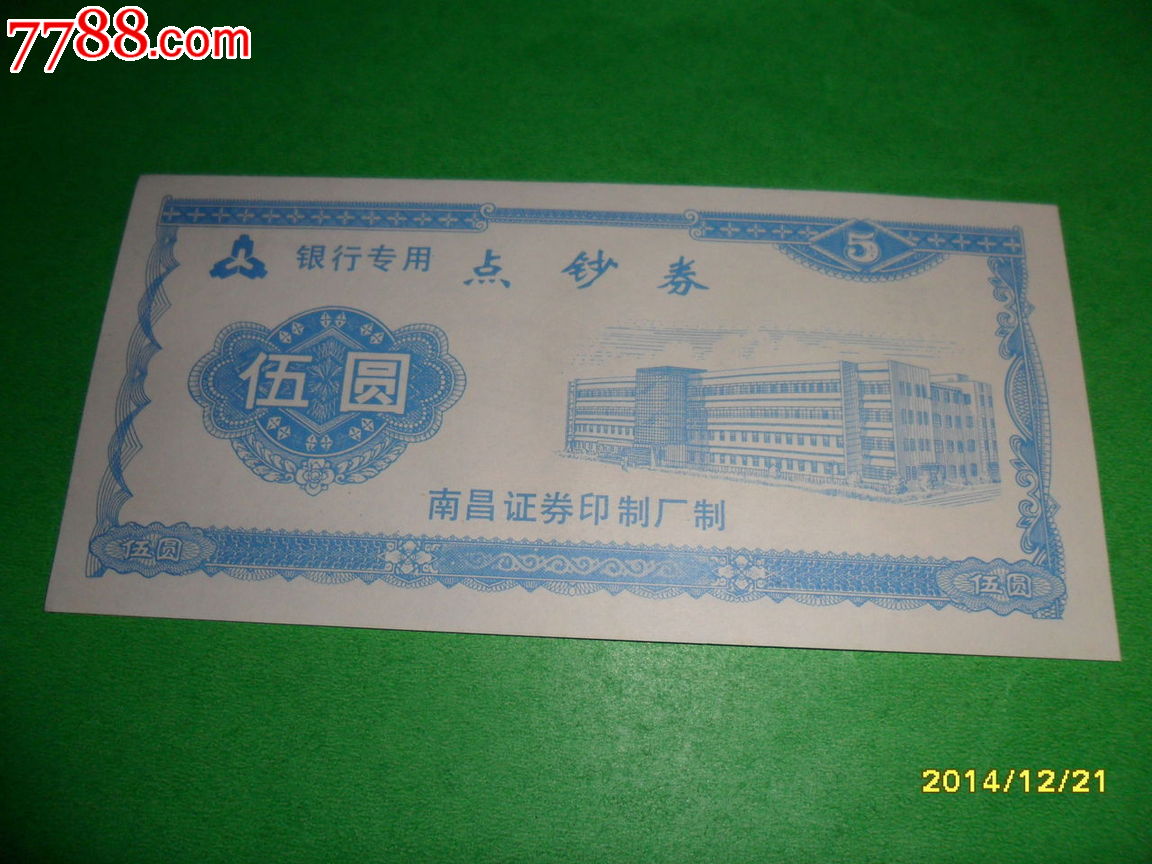 7788.com
银行专用 点钞券
5
伍圆
南昌证券印制厂制
伍圆
伍圆
2014/12/21